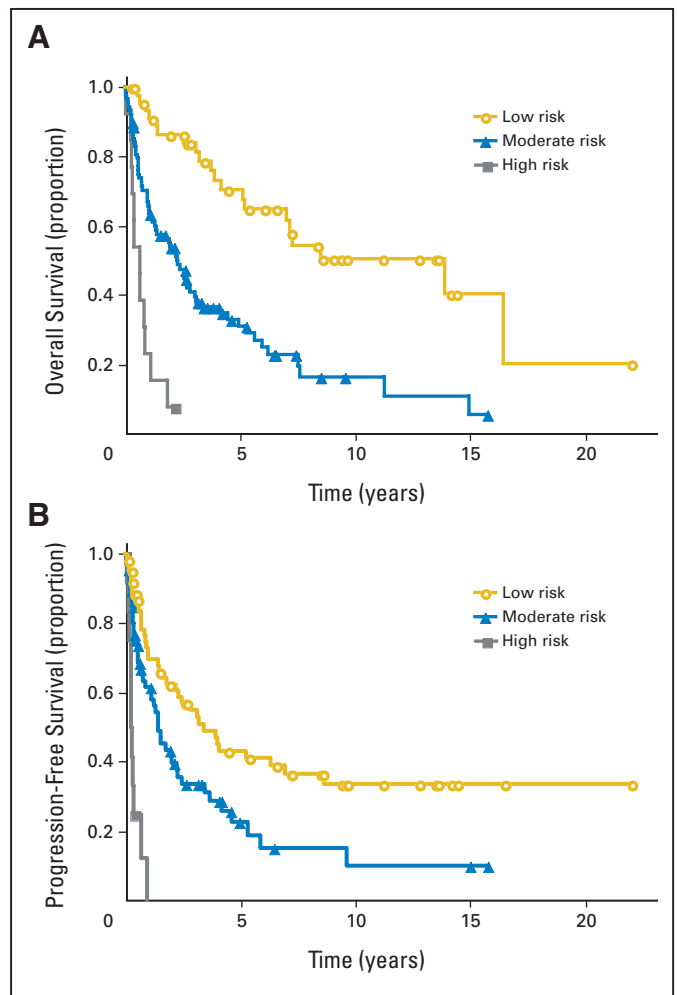 A
Overall Survival (proportion)
1.0
0.8
0.6
0.4
0.2
0
5
10
15
20
Time (years)
Low risk
Moderate risk
High risk
B
Progression-Free Survival (proportion)
1.0
0.8
0.6
0.4
0.2
0
5
10
15
20
Time (years)
Low risk
Moderate risk
High risk